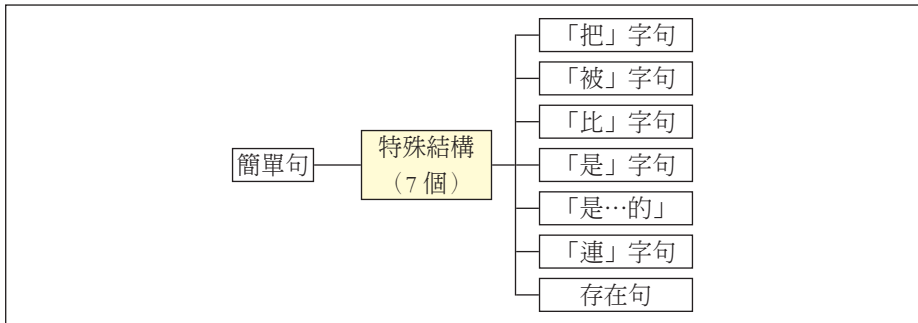 簡單句
特殊結構
（7 個）
「把」字句
「被」字句
「比」字句
「是」字句
「是…的」
「連」字句
存在句